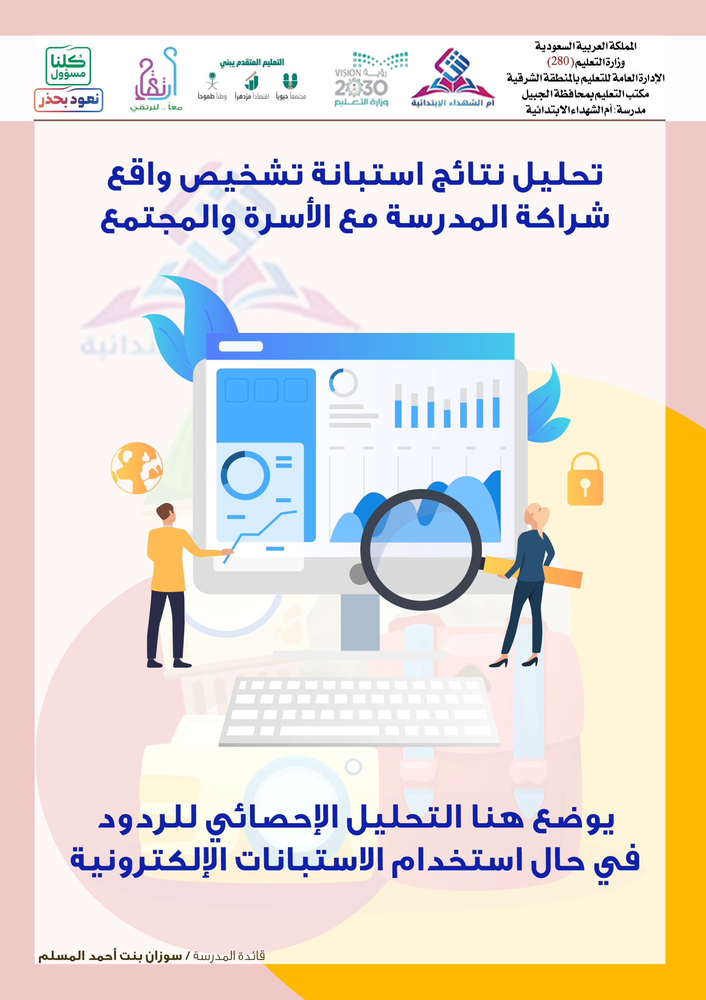 المملكة العربية السعودية
وزارة التعليم (280)
الإدارة العامة للتعليم بالمنطقة الشرقية
مكتب التعليم بمحافظة الجبيل
مدرسة : أم الشهداء الابتدائية
أم الشهداء الإبتدائية
رؤيــة VISION
2030
وزارة التعـــليم
التعليم المتقدم يبني
مجتمعاً حيوياً
اقتصاداً مزدهراً
وطناً طموحاً
ارتقاء
معاً .. لنرتقي
كلنا
مسؤول
نعود بحذر
تحليل نتائج استبانة تشخيص واقع
شراكة المدرسة مع الأسرة والمجتمع
يوضع هنا التحليل الإحصائي للردود
في حال استخدام الاستبانات الإلكترونية
قائدة المدرسة / سوزان بنت أحمد المسلم